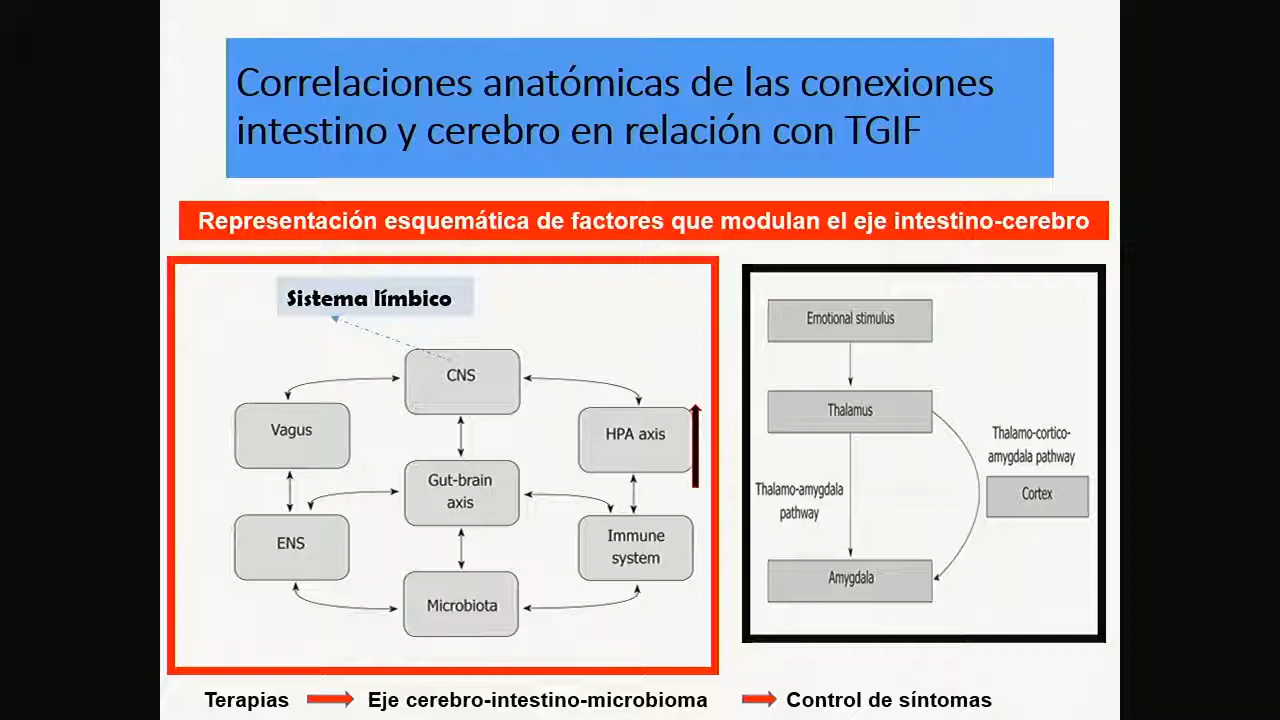 Correlaciones anatómicas de las conexiones
intestino y cerebro en relación con TGIF
Representación esquemática de factores que modulan el eje intestino-cerebro
Sistema límbico
CNS
Vagus
HPA axis
Gut-brain
axis
ENS
Immune
system
Microbiota
Emotional stimulus
Thalamus
Thalamo-cortico-
amygdala pathway
Thalamo-amygdala
pathway
Cortex
Amygdala
Terapias
Eje cerebro-intestino-microbioma
Control de síntomas